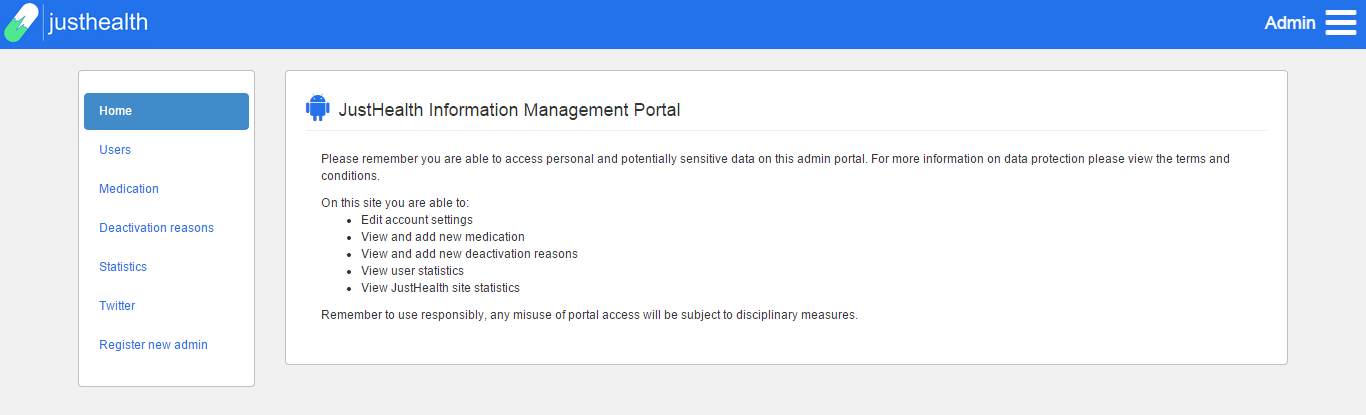 justhealth
Admin
Home
Users
Medication
Deactivation reasons
Statistics
Twitter
Register new admin
JustHealth Information Management Portal
Please remember you are able to access personal and potentially sensitive data on this admin portal. For more information on data protection please view the terms and
conditions.
On this site you are able to:
• Edit account settings
• View and add new medication
• View and add new deactivation reasons
• View user statistics
• View JustHealth site statistics
Remember to use responsibly, any misuse of portal access will be subject to disciplinary measures.